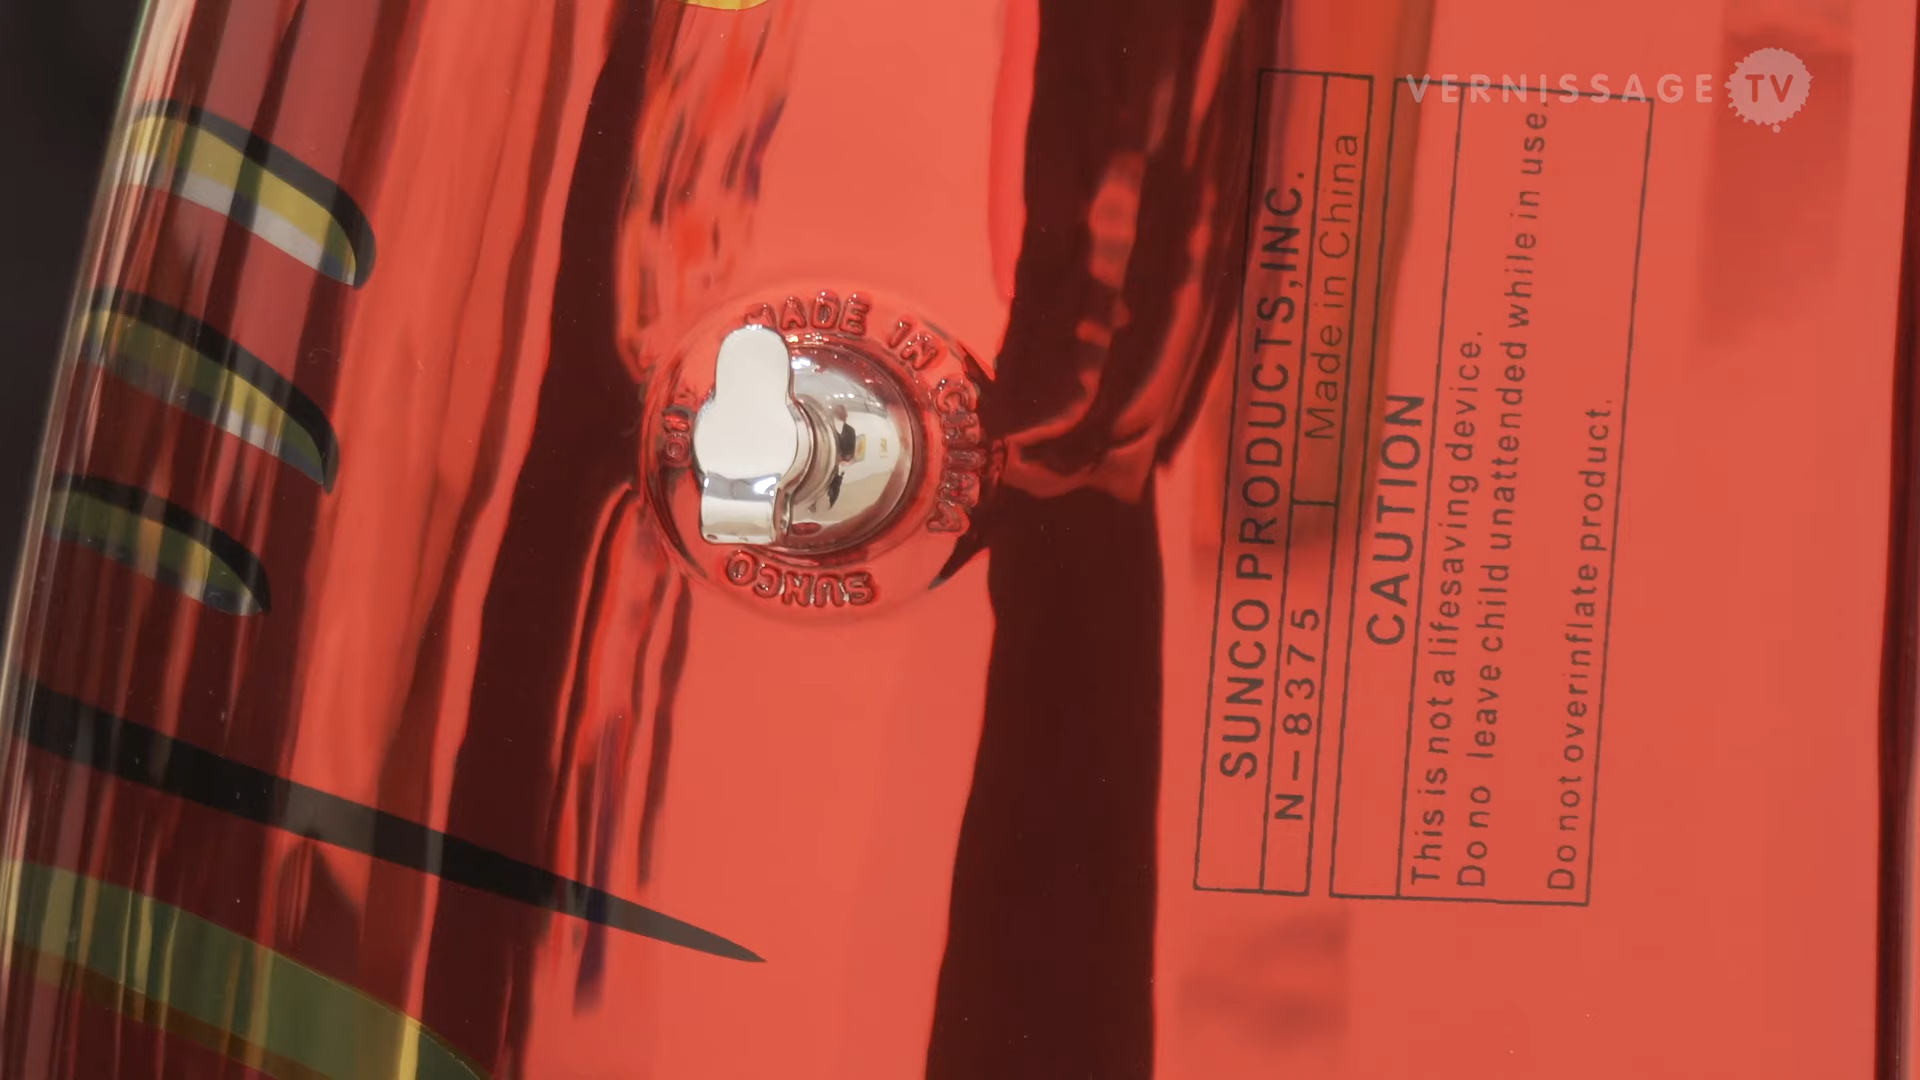 VERNISSAGE TV
MADE IN CHINA
SUNCO
SUNCO PRODUCTS,INC.
N-8375
Made in China
CAUTION
This is not a lifesaving device.
Do no leave child unattended while in use.
Do not overinflate product.